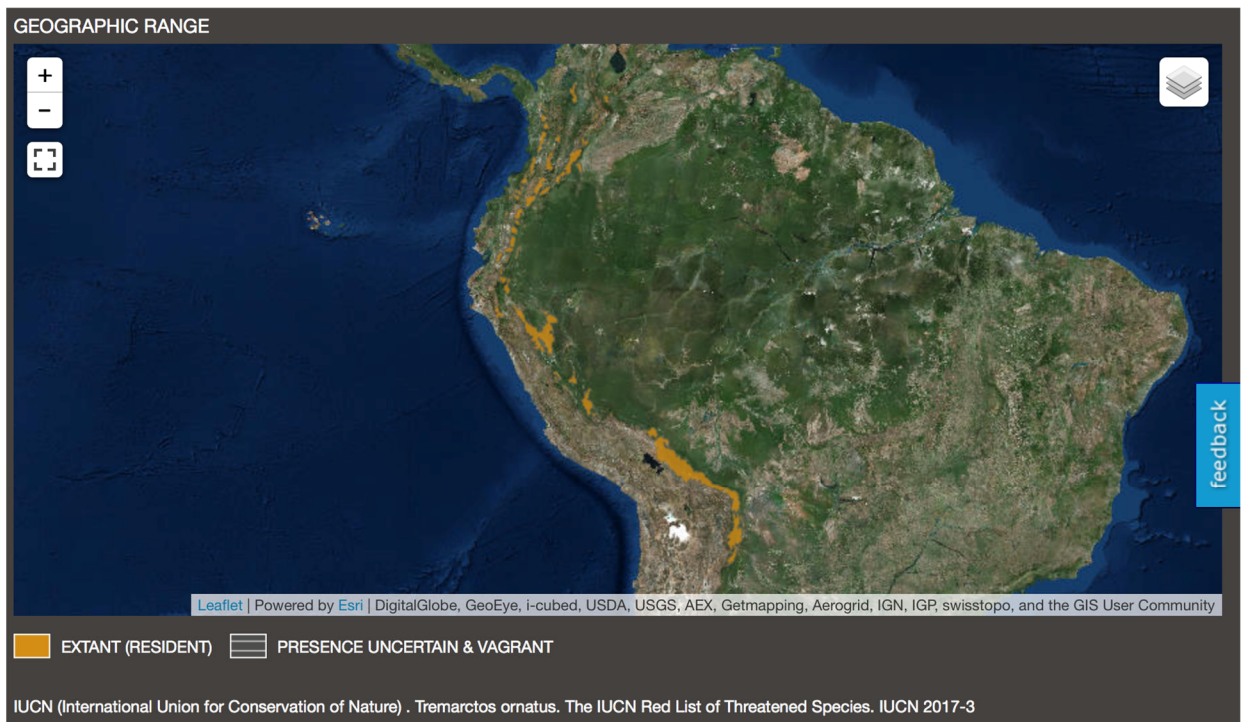 GEOGRAPHIC RANGE
+
−
feedback
Leaflet | Powered by Esri | DigitalGlobe, GeoEye, i-cubed, USDA, USGS, AEX, Getmapping, Aerogrid, IGN, IGP, swisstopo, and the GIS User Community
EXTANT (RESIDENT) PRESENCE UNCERTAIN & VAGRANT
IUCN (International Union for Conservation of Nature) . Tremarctos ornatus. The IUCN Red List of Threatened Species. IUCN 2017-3